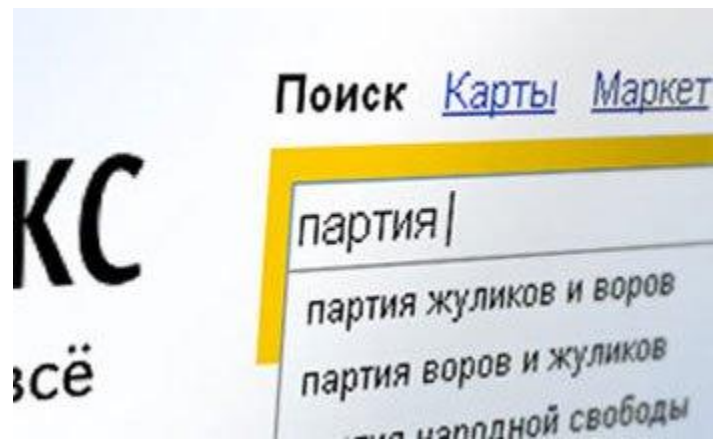 Поиск Карты Маркет
кс
всё
партия
партия жуликов и воров
партия воров и жуликов
народной свободы